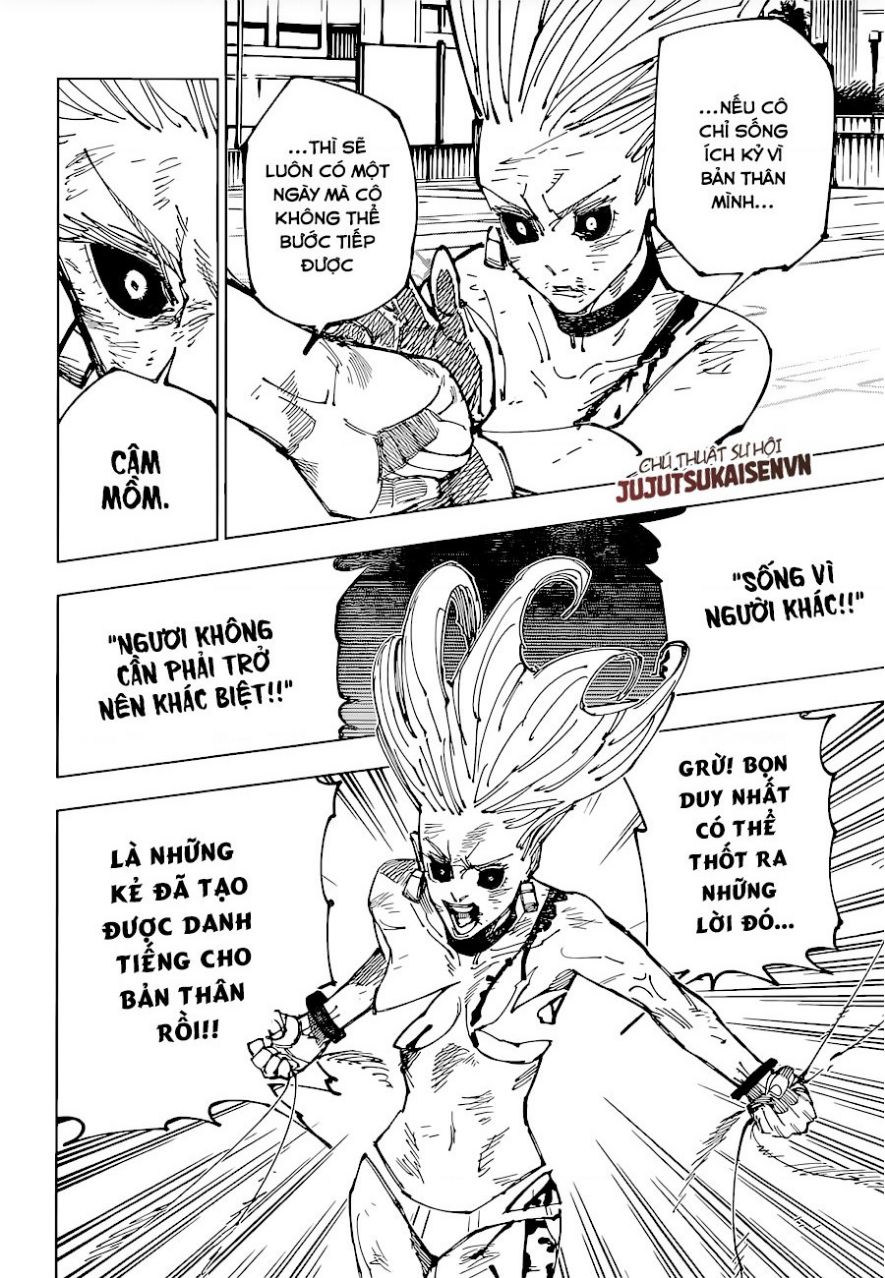 ...NẾU CÔ
CHỈ SỐNG
ÍCH KỶ VÌ
BẢN THÂN
MÌNH...
...THÌ SẼ
LUÔN CÓ MỘT
NGÀY MÀ CÔ
KHÔNG THỂ
BƯỚC TIẾP
ĐƯỢC
CÂM
MỒM.
CHÚ THUẬT SƯ HỘI
JUJUTSUKAISENVN
"SỐNG VÌ
NGƯỜI KHÁC!!"
"NGƯƠI KHÔNG
CẦN PHẢI TRỞ
NÊN KHÁC BIỆT!!"
GRỪ! BỌN
DUY NHẤT
CÓ THỂ
THỐT RA
NHỮNG
LỜI ĐÓ...
LÀ NHỮNG
KẺ ĐÃ TẠO
ĐƯỢC DANH
TIẾNG CHO
BẢN THÂN
RỒI!!